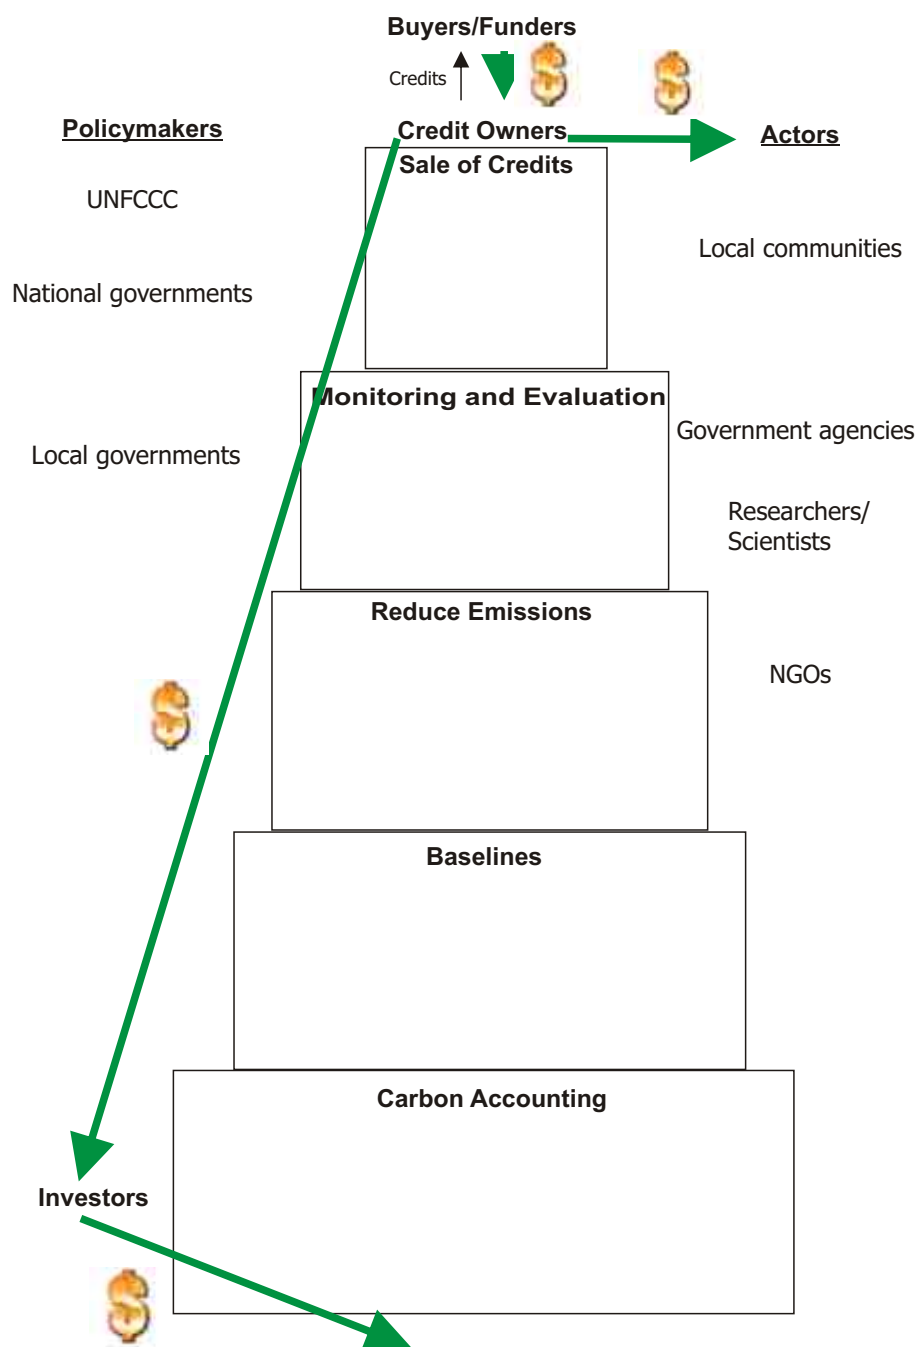 Buyers/Funders
Credits
Policymakers
Credit Owners
Actors
Sale of Credits
UNFCCC
Local communities
National governments
Monitoring and Evaluation
Government agencies
Local governments
Researchers/
Scientists
Reduce Emissions
NGOs
Baselines
Carbon Accounting
Investors